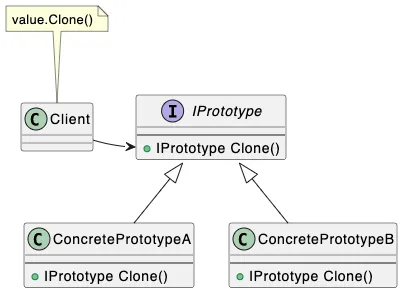 value.Clone()
C Client
I IPrototype
IPrototype Clone()
C ConcretePrototypeA
IPrototype Clone()
C ConcretePrototypeB
IPrototype Clone()